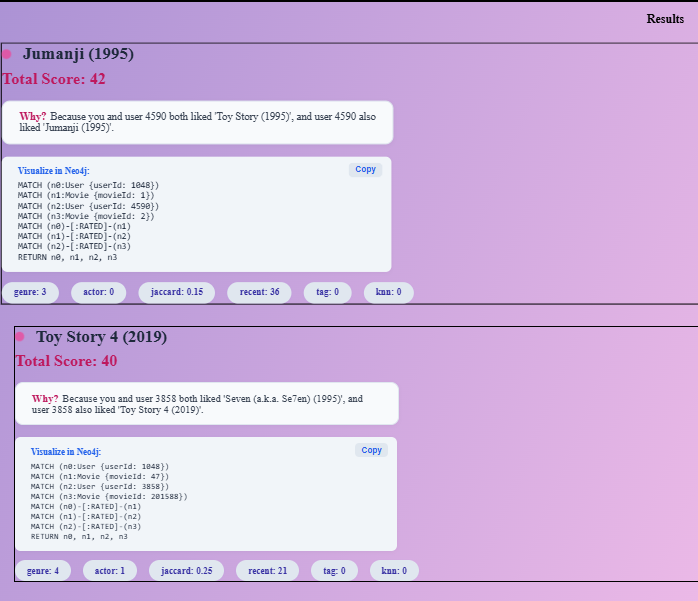 Results
Jumanji (1995)
Total Score: 42
Why? Because you and user 4590 both liked 'Toy Story (1995)', and user 4590 also
liked 'Jumanji (1995)'.
Visualize in Neo4j:
Copy
MATCH (n0:User {userId: 1048})
MATCH (n1:Movie {movieId: 1})
MATCH (n2:User {userId: 4590})
MATCH (n3:Movie {movieId: 2})
MATCH (n0)-[:RATED]-(n1)
MATCH (n1)-[:RATED]-(n2)
MATCH (n2)-[:RATED]-(n3)
RETURN n0, n1, n2, n3
genre: 3 actor: 0 jaccard: 0.15 recent: 36 tag: 0 knn: 0
Toy Story 4 (2019)
Total Score: 40
Why? Because you and user 3858 both liked 'Seven (a.k.a. Se7en) (1995)', and
user 3858 also liked 'Toy Story 4 (2019)'.
Visualize in Neo4j:
Copy
MATCH (n0:User {userId: 1048})
MATCH (n1:Movie {movieId: 47})
MATCH (n2:User {userId: 3858})
MATCH (n3:Movie {movieId: 201588})
MATCH (n0)-[:RATED]-(n1)
MATCH (n1)-[:RATED]-(n2)
MATCH (n2)-[:RATED]-(n3)
RETURN n0, n1, n2, n3
genre: 4 actor: 1 jaccard: 0.25 recent: 21 tag: 0 knn: 0